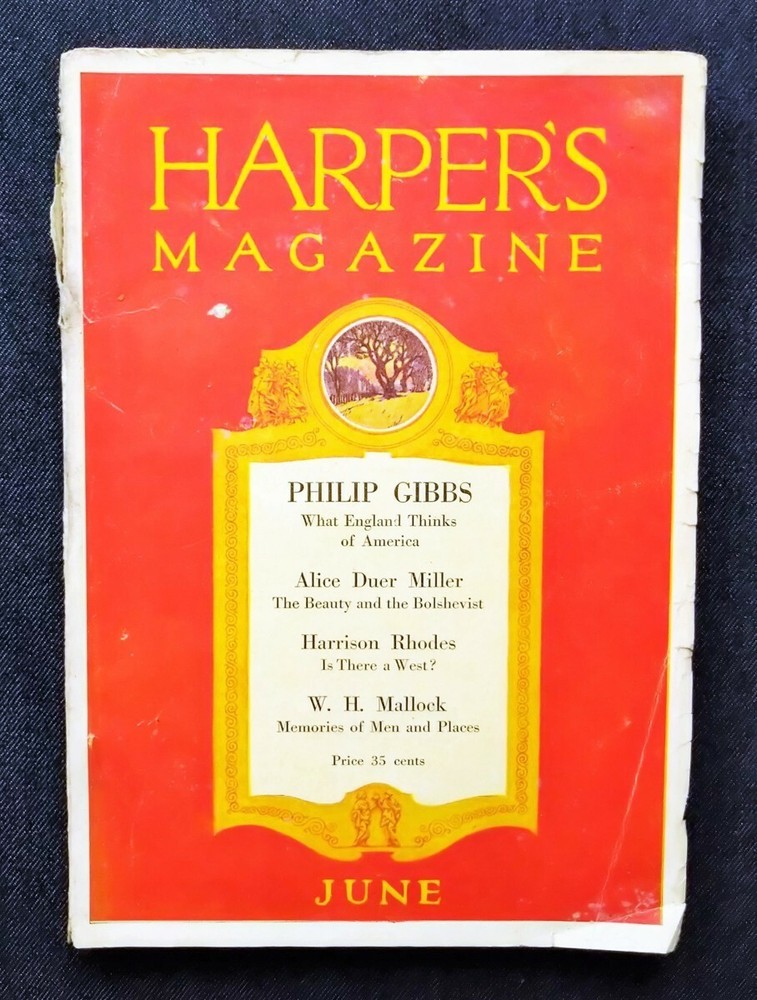 HARPER'S
MAGAZINE
PHILIP GIBBS
What England Thinks
of America
Alice Duer Miller
The Beauty and the Bolshevist
Harrison Rhodes
Is There a West?
W. H. Mallock
Memories of Men and Places
Price 35 cents
JUNE